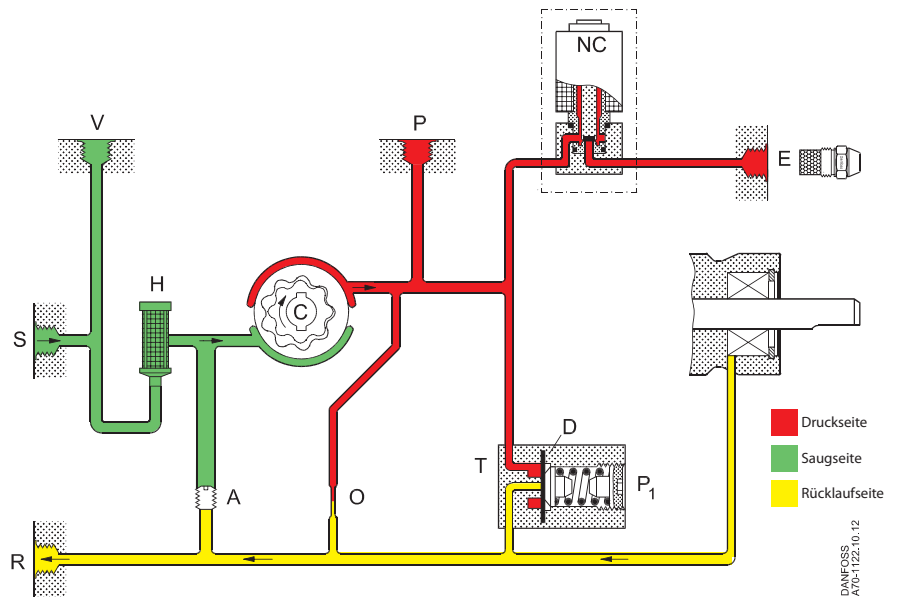 NC
V
P
E
H
S
C
D
T
P1
A
O
R
Druckseite
Saugseite
Rücklaufseite
DANFOSS
A70-1122.10.12